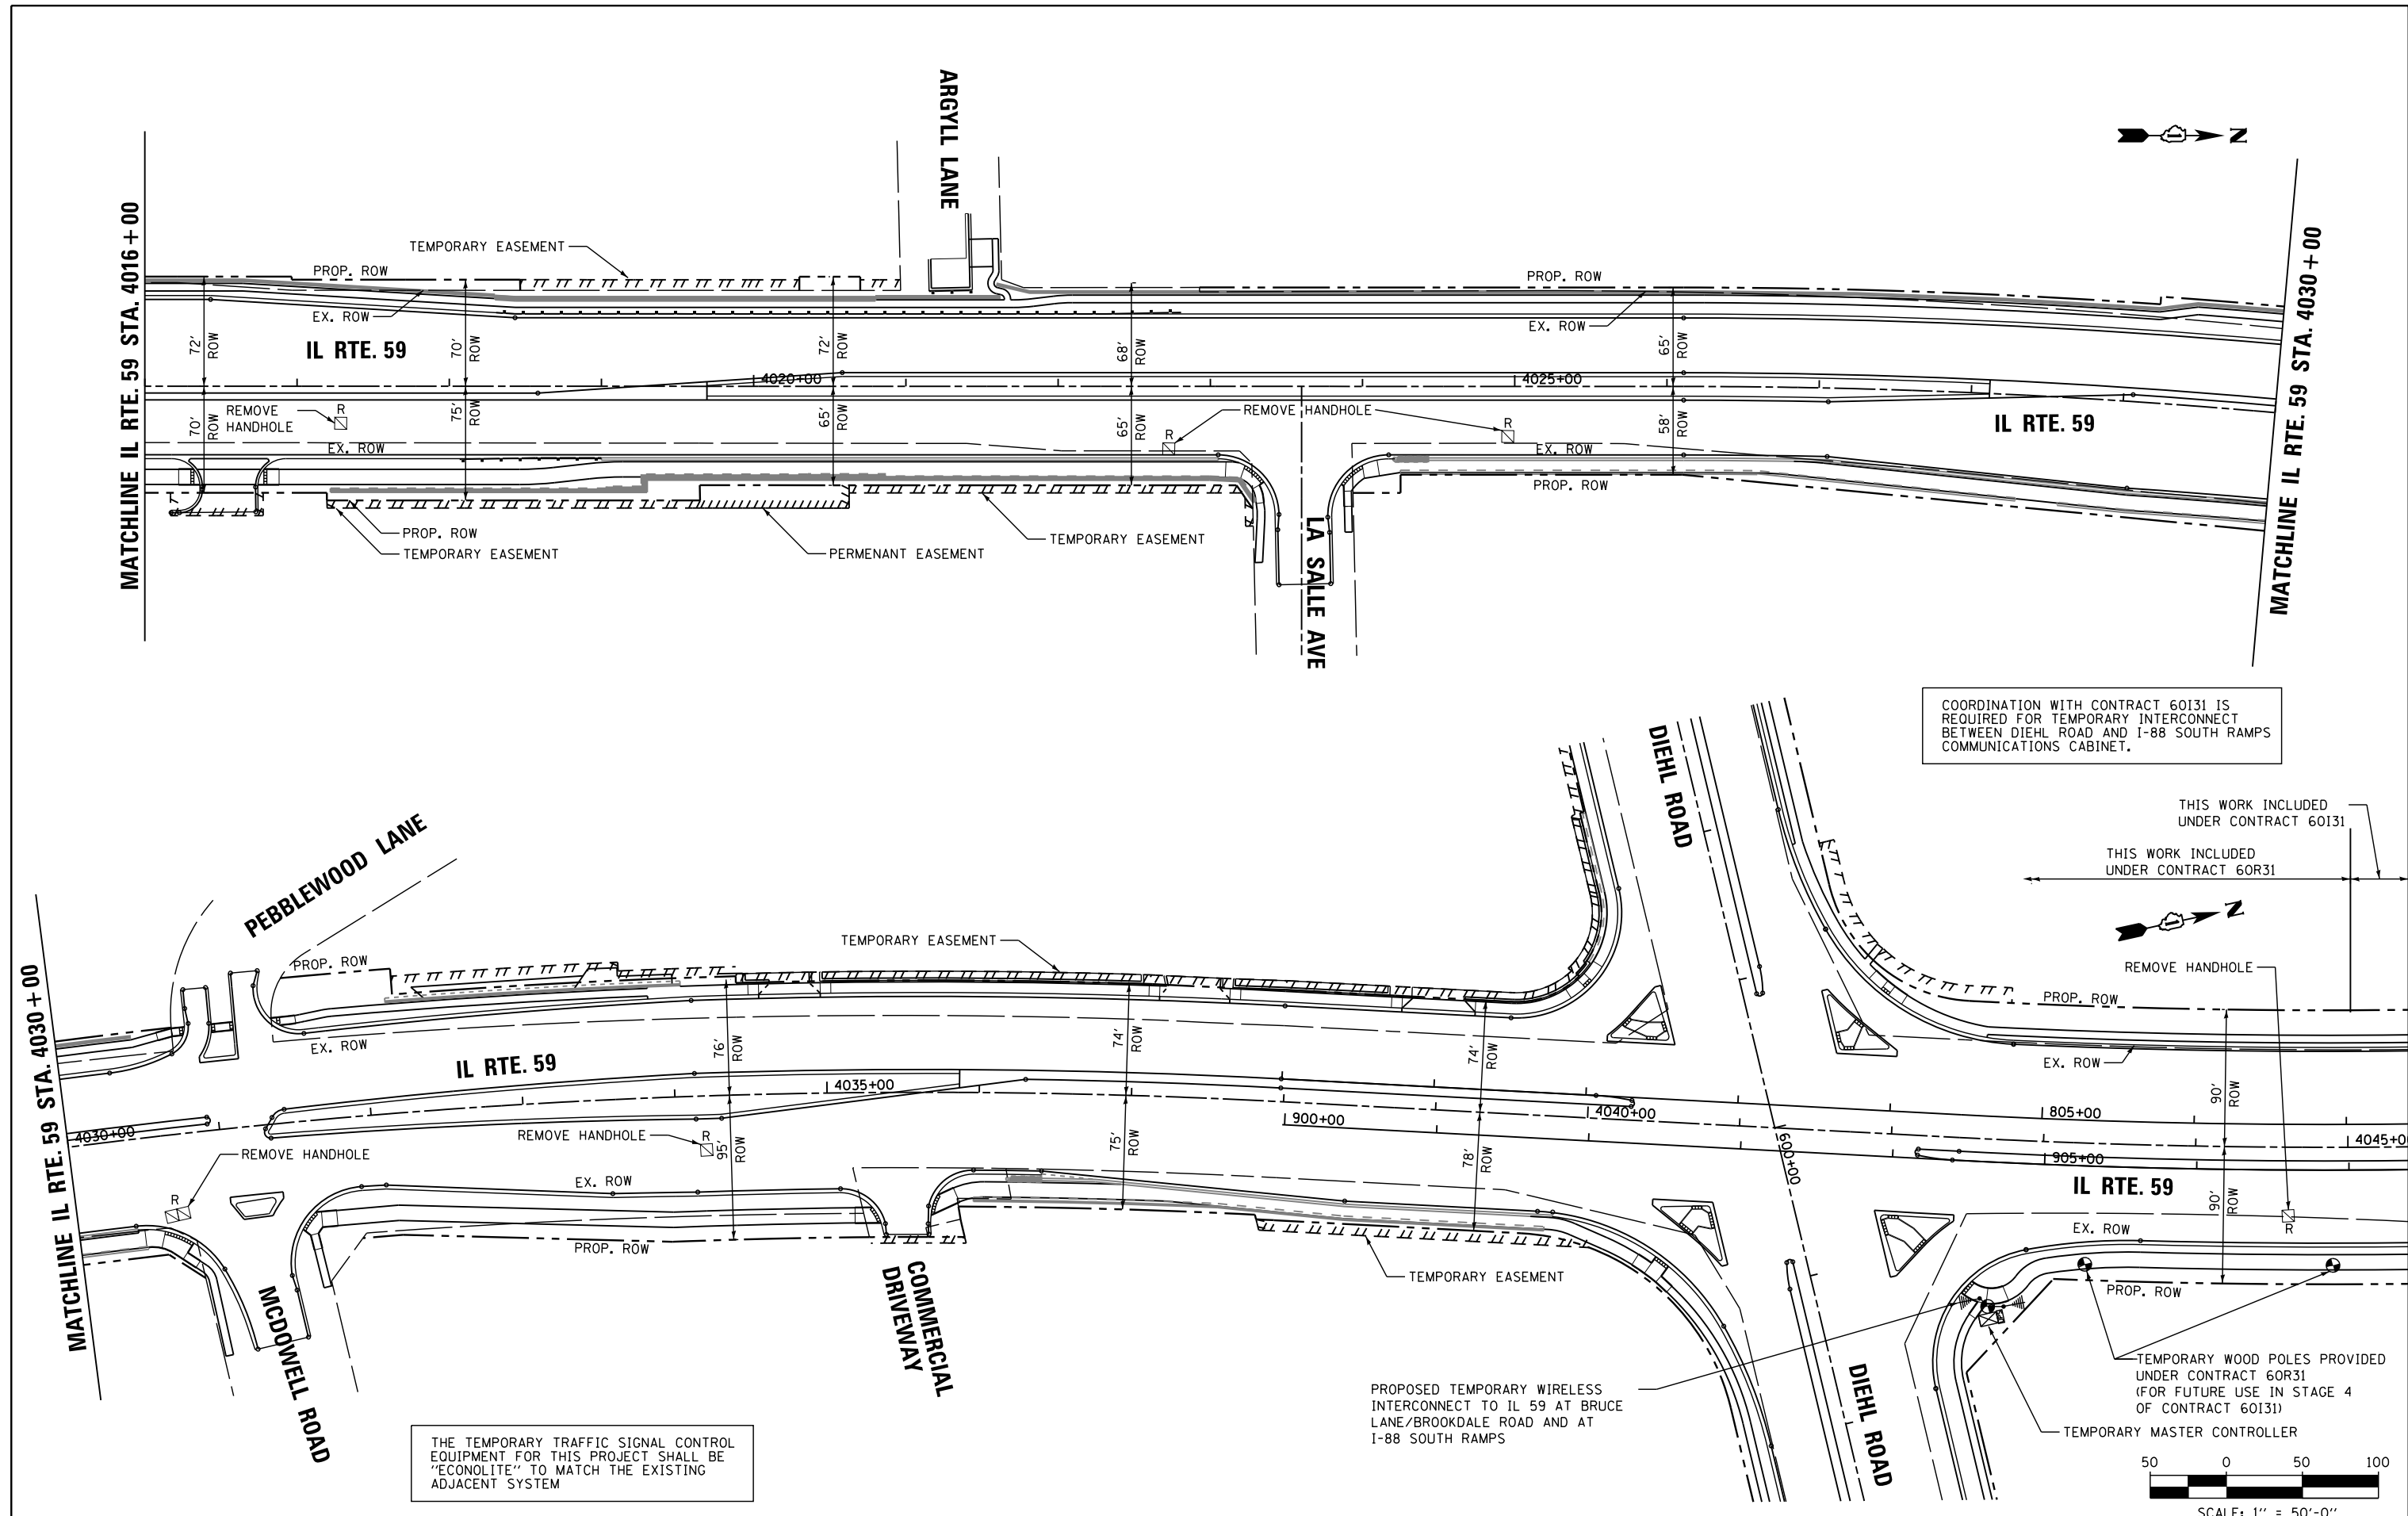 ARGYLL LANE
N
MATCHLINE IL RTE. 59 STA. 4016+00
TEMPORARY EASEMENT
PROP. ROW
EX. ROW
IL RTE. 59
72' ROW
70' ROW
72' ROW
68' ROW
65' ROW
PROP. ROW
EX. ROW
4020+00
4025+00
REMOVE
HANDHOLE
R
70' ROW
75' ROW
65' ROW
65' ROW
58' ROW
REMOVE HANDHOLE
R
R
EX. ROW
EX. ROW
PROP. ROW
IL RTE. 59
PROP. ROW
TEMPORARY EASEMENT
PERMENANT EASEMENT
TEMPORARY EASEMENT
LA SALLE AVE
MATCHLINE IL RTE. 59 STA. 4030+00
COORDINATION WITH CONTRACT 60I31 IS
REQUIRED FOR TEMPORARY INTERCONNECT
BETWEEN DIEHL ROAD AND I-88 SOUTH RAMPS
COMMUNICATIONS CABINET.
DIEHL ROAD
THIS WORK INCLUDED
UNDER CONTRACT 60I31
THIS WORK INCLUDED
UNDER CONTRACT 60R31
N
PEBBLEWOOD LANE
MATCHLINE IL RTE. 59 STA. 4030+00
TEMPORARY EASEMENT
PROP. ROW
EX. ROW
IL RTE. 59
76' ROW
74' ROW
74' ROW
REMOVE HANDHOLE
PROP. ROW
EX. ROW
90' ROW
4030+00
4035+00
900+00
4040+00
600+00
805+00
905+00
4045+0
REMOVE HANDHOLE
R
REMOVE HANDHOLE
R
95' ROW
75' ROW
78' ROW
90' ROW
IL RTE. 59
R
EX. ROW
PROP. ROW
EX. ROW
PROP. ROW
MCDOWELL ROAD
COMMERCIAL
DRIVEWAY
TEMPORARY EASEMENT
PROPOSED TEMPORARY WIRELESS
INTERCONNECT TO IL 59 AT BRUCE
LANE/BROOKDALE ROAD AND AT
I-88 SOUTH RAMPS
DIEHL ROAD
TEMPORARY WOOD POLES PROVIDED
UNDER CONTRACT 60R31
(FOR FUTURE USE IN STAGE 4
OF CONTRACT 60I31)
TEMPORARY MASTER CONTROLLER
THE TEMPORARY TRAFFIC SIGNAL CONTROL
EQUIPMENT FOR THIS PROJECT SHALL BE
"ECONOLITE" TO MATCH THE EXISTING
ADJACENT SYSTEM
50 0 50 100
SCALE: 1" = 50'-0"